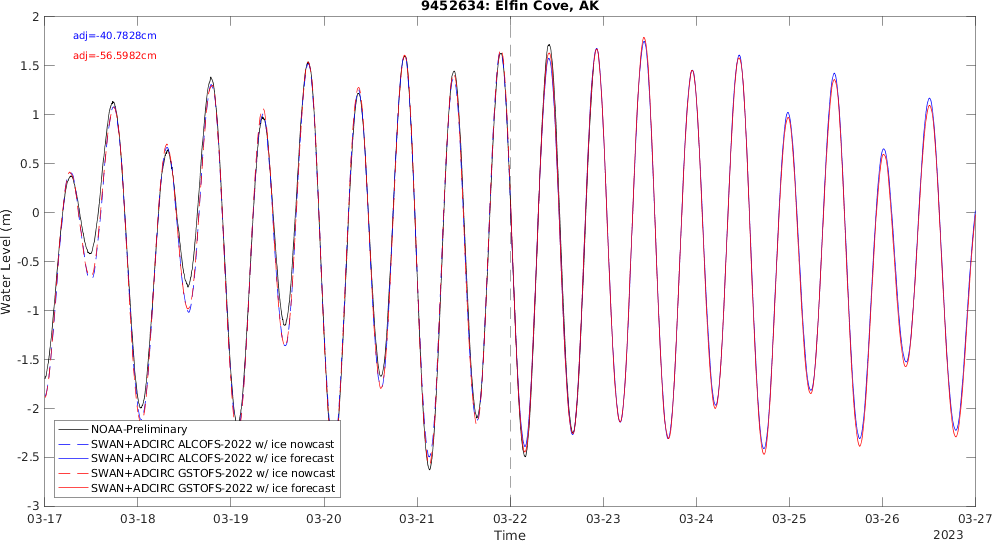 9452634: Elfin Cove, AK
adj=-40.7828cm
adj=-56.5982cm
2
1.5
1
0.5
0
-0.5
-1
-1.5
-2
-2.5
-3
Water Level (m)
NOAA-Preliminary
SWAN+ADCIRC ALCOFS-2022 w/ ice nowcast
SWAN+ADCIRC ALCOFS-2022 w/ ice forecast
SWAN+ADCIRC GSTOFS-2022 w/ ice nowcast
SWAN+ADCIRC GSTOFS-2022 w/ ice forecast
03-17 03-18 03-19 03-20 03-21 03-22 03-23 03-24 03-25 03-26 03-27
Time
2023